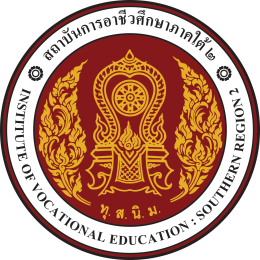 สถาบันการอาชีวศึกษาภาคใต้ ๒
ทุ. ส. นิ. ม.
INSTITUTE OF VOCATIONAL EDUCATION : SOUTHERN REGION 2